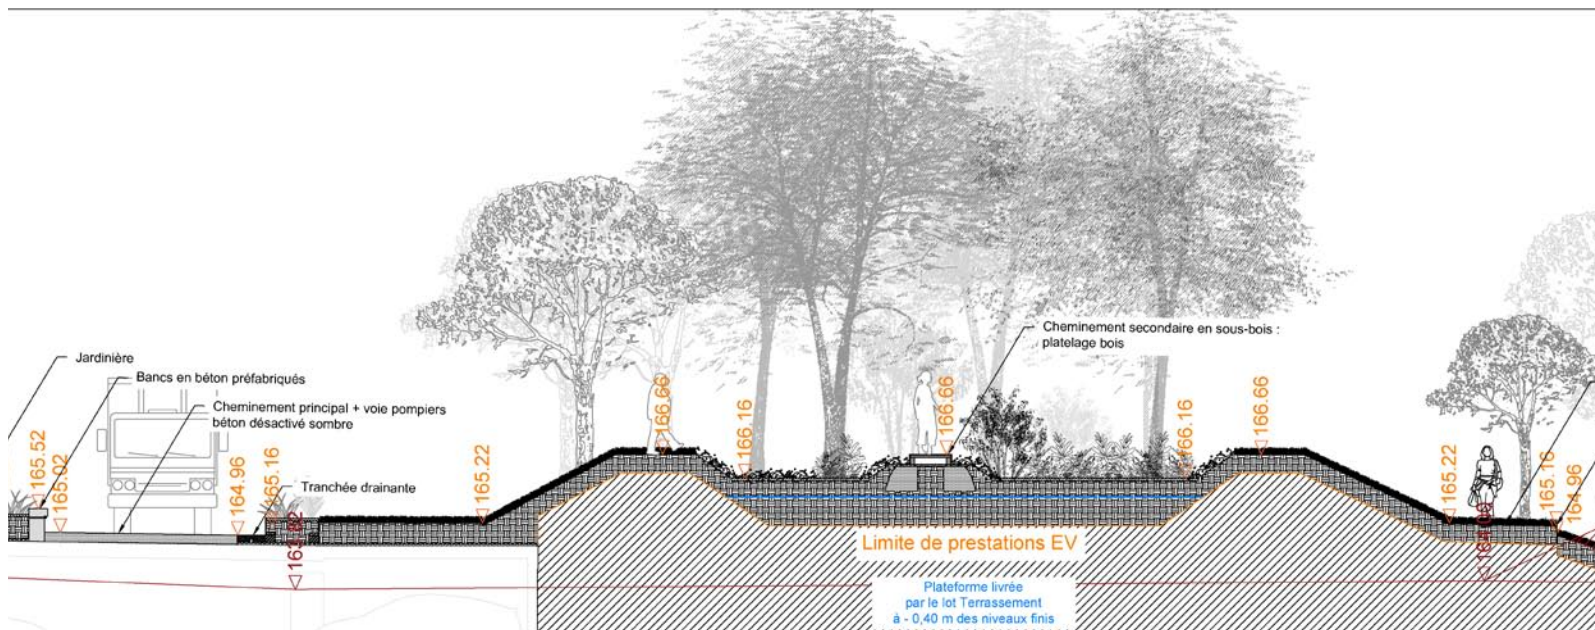 Jardinière
Bancs en béton préfabriqués
Cheminement principal + voie pompiers
béton désactivé sombre
Tranchée drainante
Cheminement secondaire en sous-bois :
platelage bois
165.52
165.02
164.96
165.16
165.22
166.66
166.16
166.66
166.16
166.66
165.22
164.00
165.16
164.96
Limite de prestations EV
Plateforme livrée
par le lot Terrassement
à - 0,40 m des niveaux finis